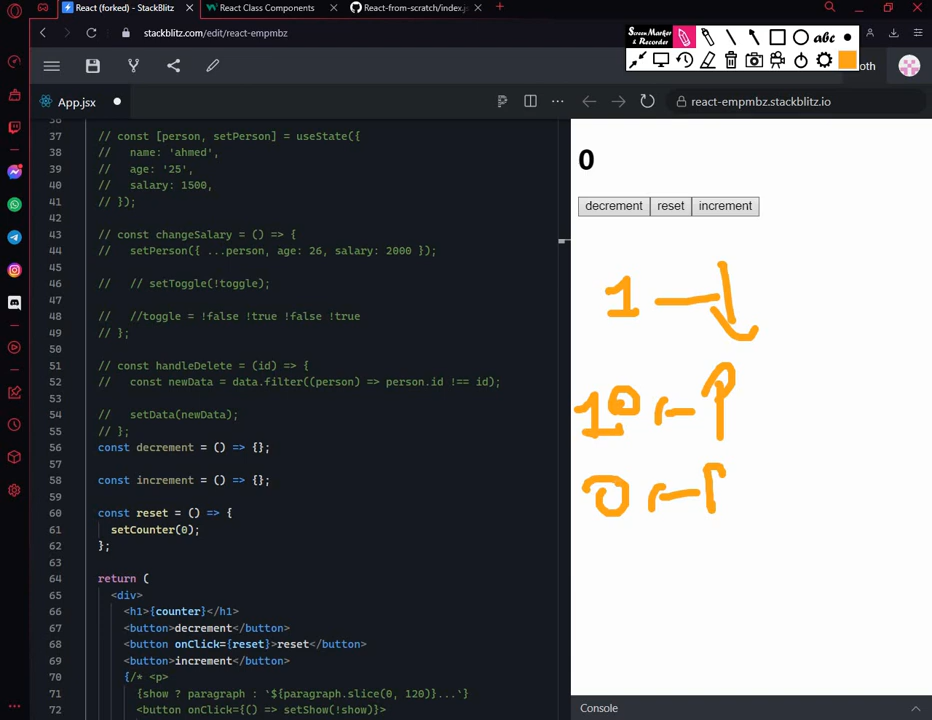 React (forked) - StackBlitz
React Class Components
React-from-scratch/index.js
stackblitz.com/edit/react-empmbz
Screen Marker
& Recorder
abc
oth
App.jsx
react-empmbz.stackblitz.io
36
37 // const [person, setPerson] = useState({
38 //   name: 'ahmed',
39 //   age: '25',
40 //   salary: 1500,
41 // });
42
43 // const changeSalary = () => {
44 //   setPerson({ ...person, age: 26, salary: 2000 });
45
46 //   // setToggle(!toggle);
47
48 //   //toggle = !false !true !false !true
49 // };
50
51 // const handleDelete = (id) => {
52 //   const newData = data.filter((person) => person.id !== id);
53
54 //   setData(newData);
55 // };
56 const decrement = () => {};
57
58 const increment = () => {};
59
60 const reset = () => {
61   setCounter(0);
62 };
63
64 return (
65   <div>
66     <h1>{counter}</h1>
67     <button>decrement</button>
68     <button onClick={reset}>reset</button>
69     <button>increment</button>
70     {/* <p>
71       {show ? paragraph : `${paragraph.slice(0, 120)}...`}
72       <button onClick={() => setShow(!show)}>
0
decrement reset increment
1
10
0
Console